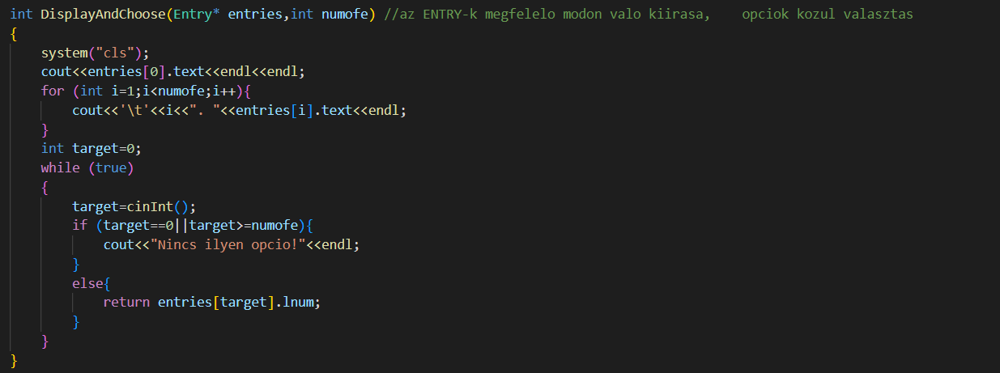 int DisplayAndChoose(Entry* entries,int numofe) //az ENTRY-k megfelelo modon valo kiirasa,    opciok kozul valasztas
{
    system("cls");
    cout<<entries[0].text<<endl<<endl;
    for (int i=1;i<numofe;i++){
        cout<<'\t'<<i<<". "<<entries[i].text<<endl;
    }
    int target=0;
    while (true)
    {
        target=cinInt();
        if (target==0||target>=numofe){
            cout<<"Nincs ilyen opcio!"<<endl;
        }
        else{
            return entries[target].lnum;
        }
    }
}